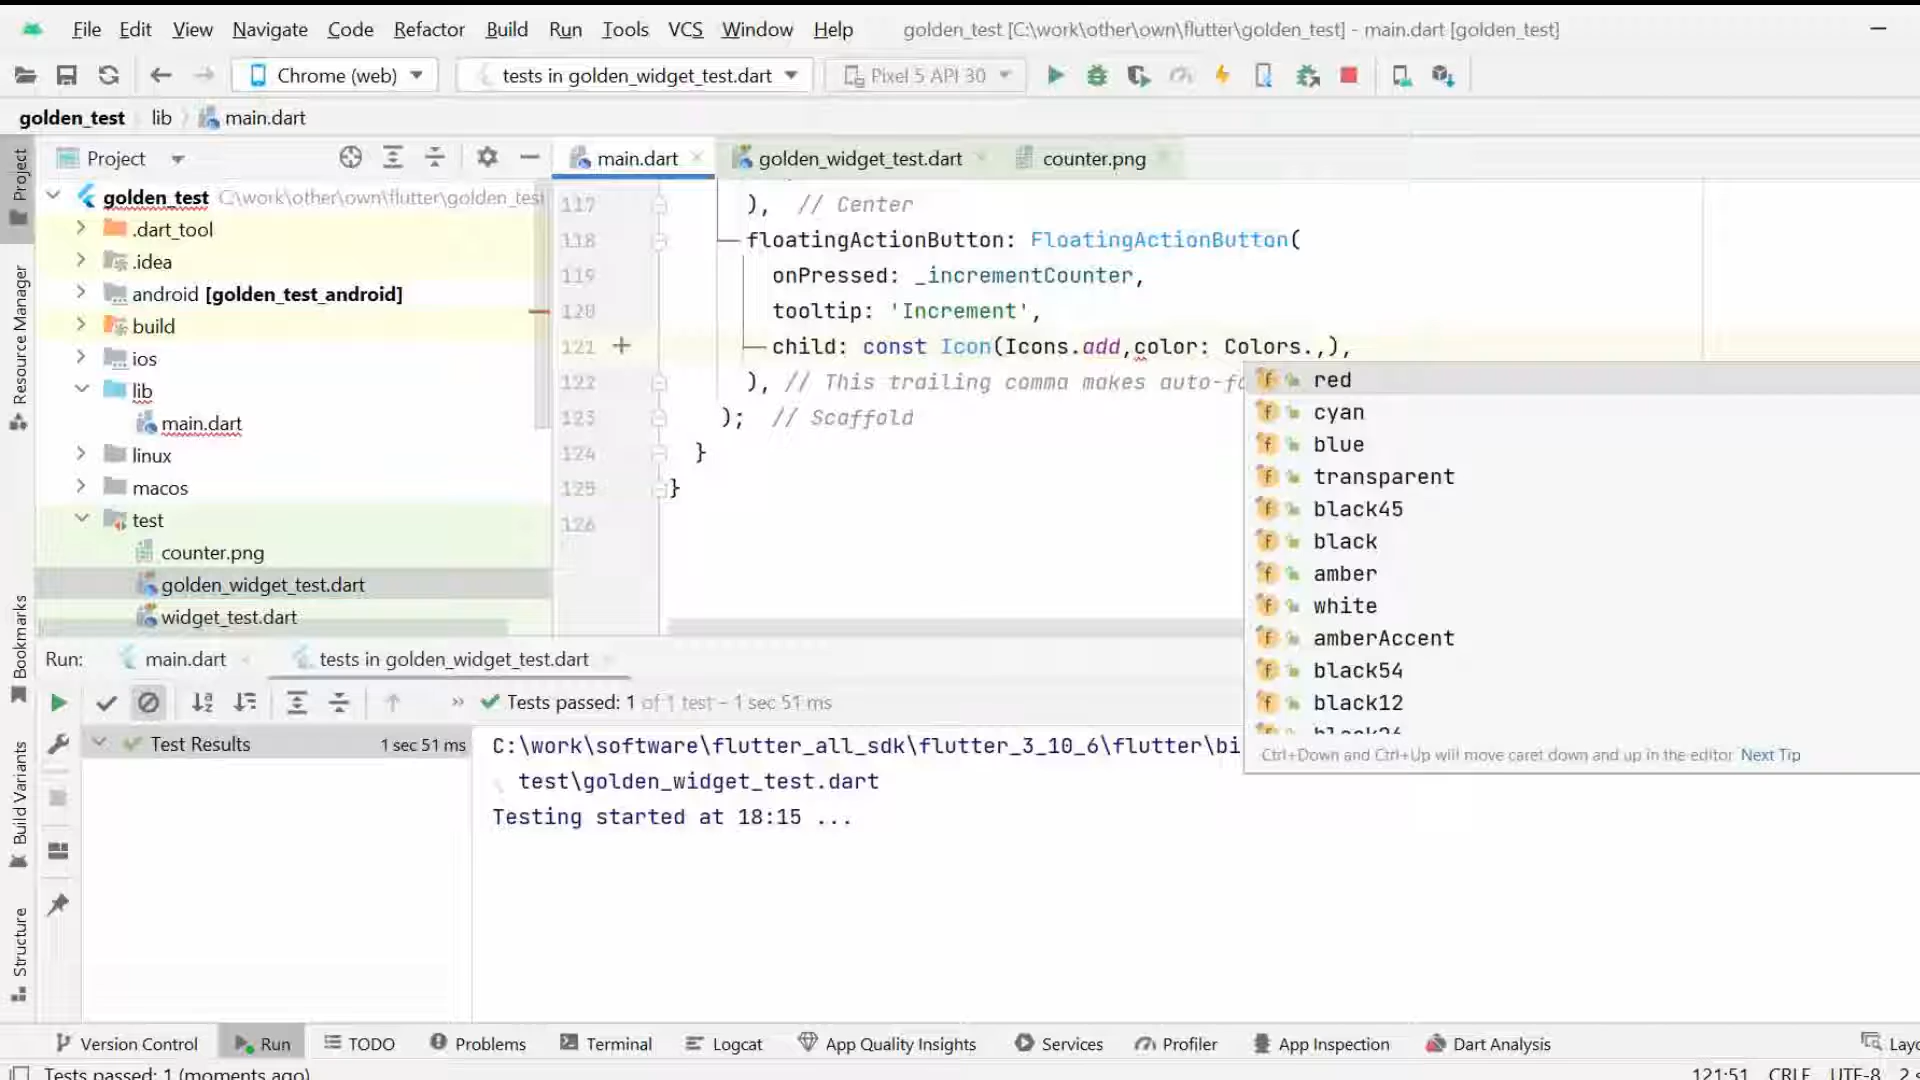 File Edit View Navigate Code Refactor Build Run Tools VCS Window Help golden_test [C:\work\other\own\flutter\golden_test] - main.dart [golden_test]
Chrome (web) tests in golden_widget_test.dart Pixel 5 API 30
golden_test lib main.dart
Project main.dart golden_widget_test.dart counter.png
Project
Resource Manager
Bookmarks
Build Variants
Structure
golden_test C:\work\other\own\flutter\golden_test
.dart_tool
.idea
android [golden_test_android]
build
ios
lib
main.dart
linux
macos
test
counter.png
golden_widget_test.dart
widget_test.dart
117 ), // Center
118 floatingActionButton: FloatingActionButton(
119 onPressed: _incrementCounter,
120 tooltip: 'Increment',
121 child: const Icon(Icons.add,color: Colors.,),
122 ), // This trailing comma makes auto-fo
123 ); // Scaffold
124 }
125 }
126
red
cyan
blue
transparent
black45
black
amber
white
amberAccent
black54
black12
Ctrl+Down and Ctrl+Up will move caret down and up in the editor Next Tip
Run: main.dart tests in golden_widget_test.dart
» Tests passed: 1 of 1 test – 1 sec 51 ms
Test Results 1 sec 51 ms
C:\work\software\flutter_all_sdk\flutter_3_10_6\flutter\bi
test\golden_widget_test.dart
Testing started at 18:15 ...
Version Control Run TODO Problems Terminal Logcat App Quality Insights Services Profiler App Inspection Dart Analysis Layo
Tests passed: 1 (moments ago) 121:51 CRLF UTF-8 2 s